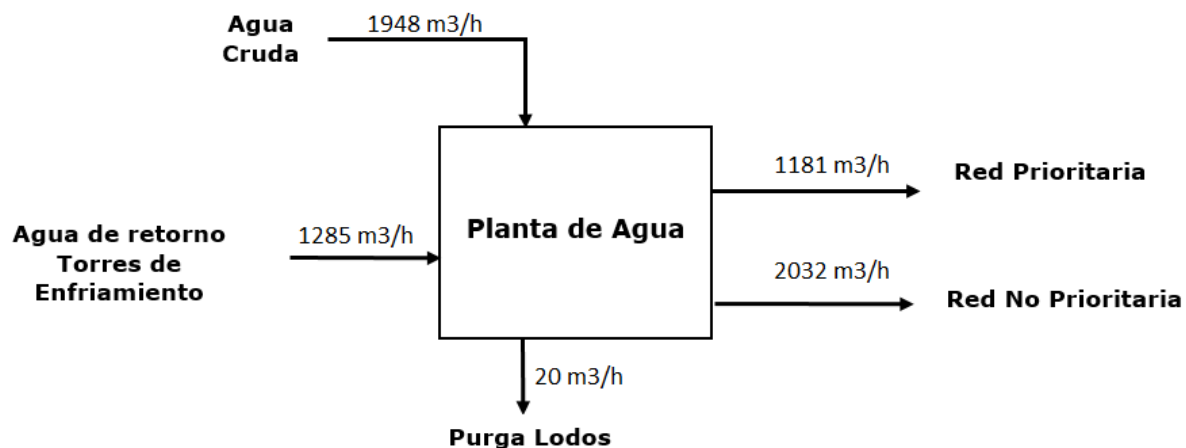 Agua
Cruda
1948 m3/h
1181 m3/h
Red Prioritaria
Agua de retorno
Torres de
Enfriamiento
1285 m3/h
Planta de Agua
2032 m3/h
Red No Prioritaria
20 m3/h
Purga Lodos